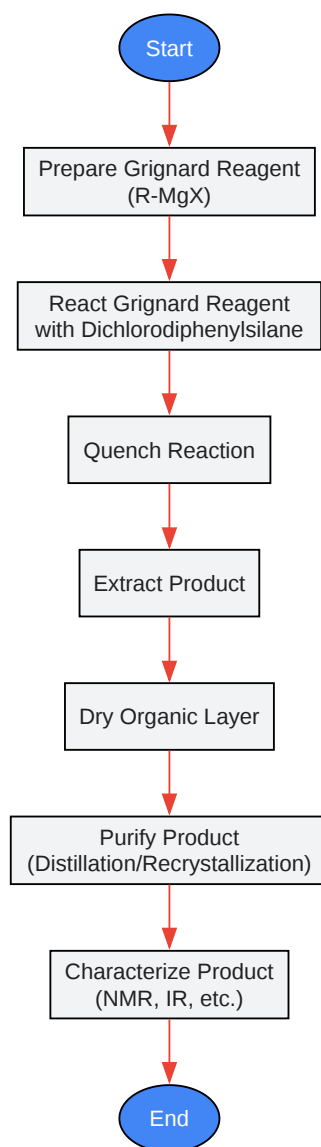 Start
Prepare Grignard Reagent
(R-MgX)
React Grignard Reagent
with Dichlorodiphenylsilane
Quench Reaction
Extract Product
Dry Organic Layer
Purify Product
(Distillation/Recrystallization)
Characterize Product
(NMR, IR, etc.)
End